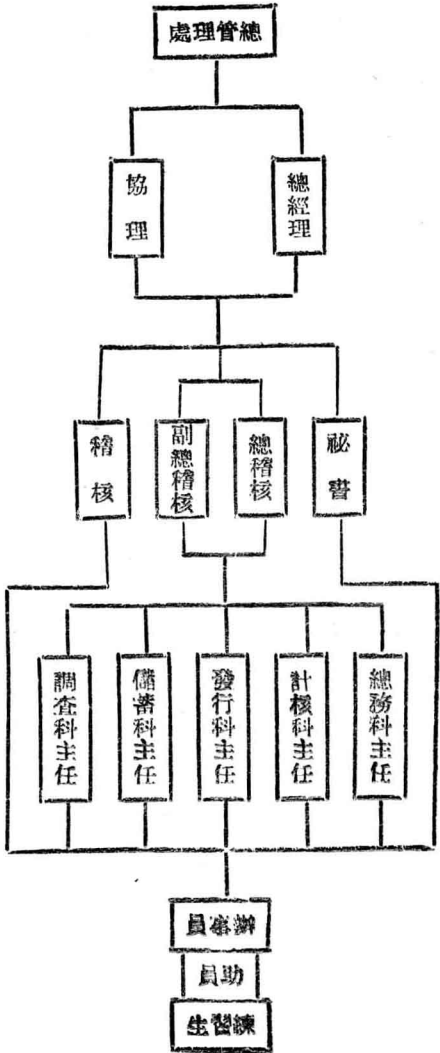 總管理處
總經理
協理
祕書
總稽核
副總稽核
稽核
總務科主任
計核科主任
發行科主任
儲蓄科主任
調查科主任
辦事員
助員
練習生